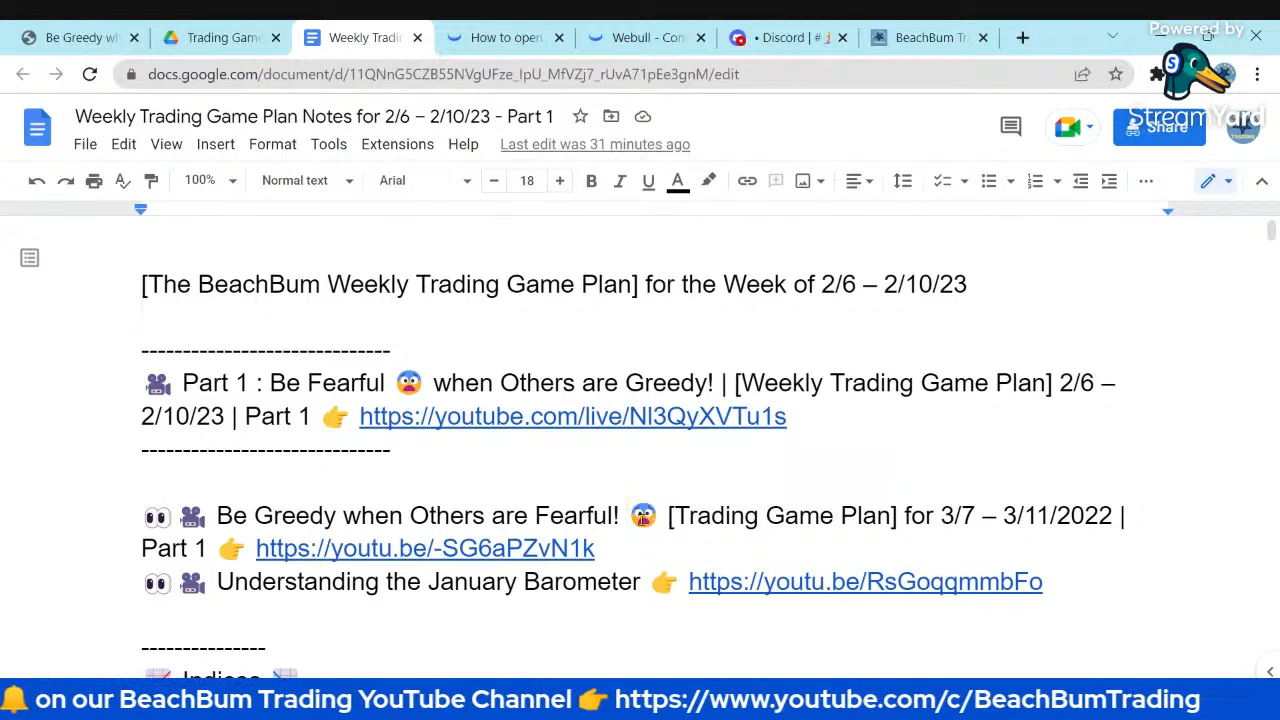 Powered by
Be Greedy wh
Trading Game
Weekly Tradi
How to open
Webull - Con
• Discord | #
BeachBum Tr
docs.google.com/document/d/11QNnG5CZB55NVgUFze_IpU_MfVZj7_rUvA71pEe3gnM/edit
StreamYard
Weekly Trading Game Plan Notes for 2/6 – 2/10/23 - Part 1
Share
File Edit View Insert Format Tools Extensions Help Last edit was 31 minutes ago
100% Normal text Arial 18 B I U A
[The BeachBum Weekly Trading Game Plan] for the Week of 2/6 – 2/10/23
------------------------------
🎥 Part 1 : Be Fearful 😨 when Others are Greedy! | [Weekly Trading Game Plan] 2/6 –
2/10/23 | Part 1 👉 https://youtube.com/live/Nl3QyXVTu1s
------------------------------
👀 🎥 Be Greedy when Others are Fearful! 😱 [Trading Game Plan] for 3/7 – 3/11/2022 |
Part 1 👉 https://youtu.be/-SG6aPZvN1k
👀 🎥 Understanding the January Barometer 👉 https://youtu.be/RsGoqqmmbFo
---------------
Indices
🔔 on our BeachBum Trading YouTube Channel 👉 https://www.youtube.com/c/BeachBumTrading